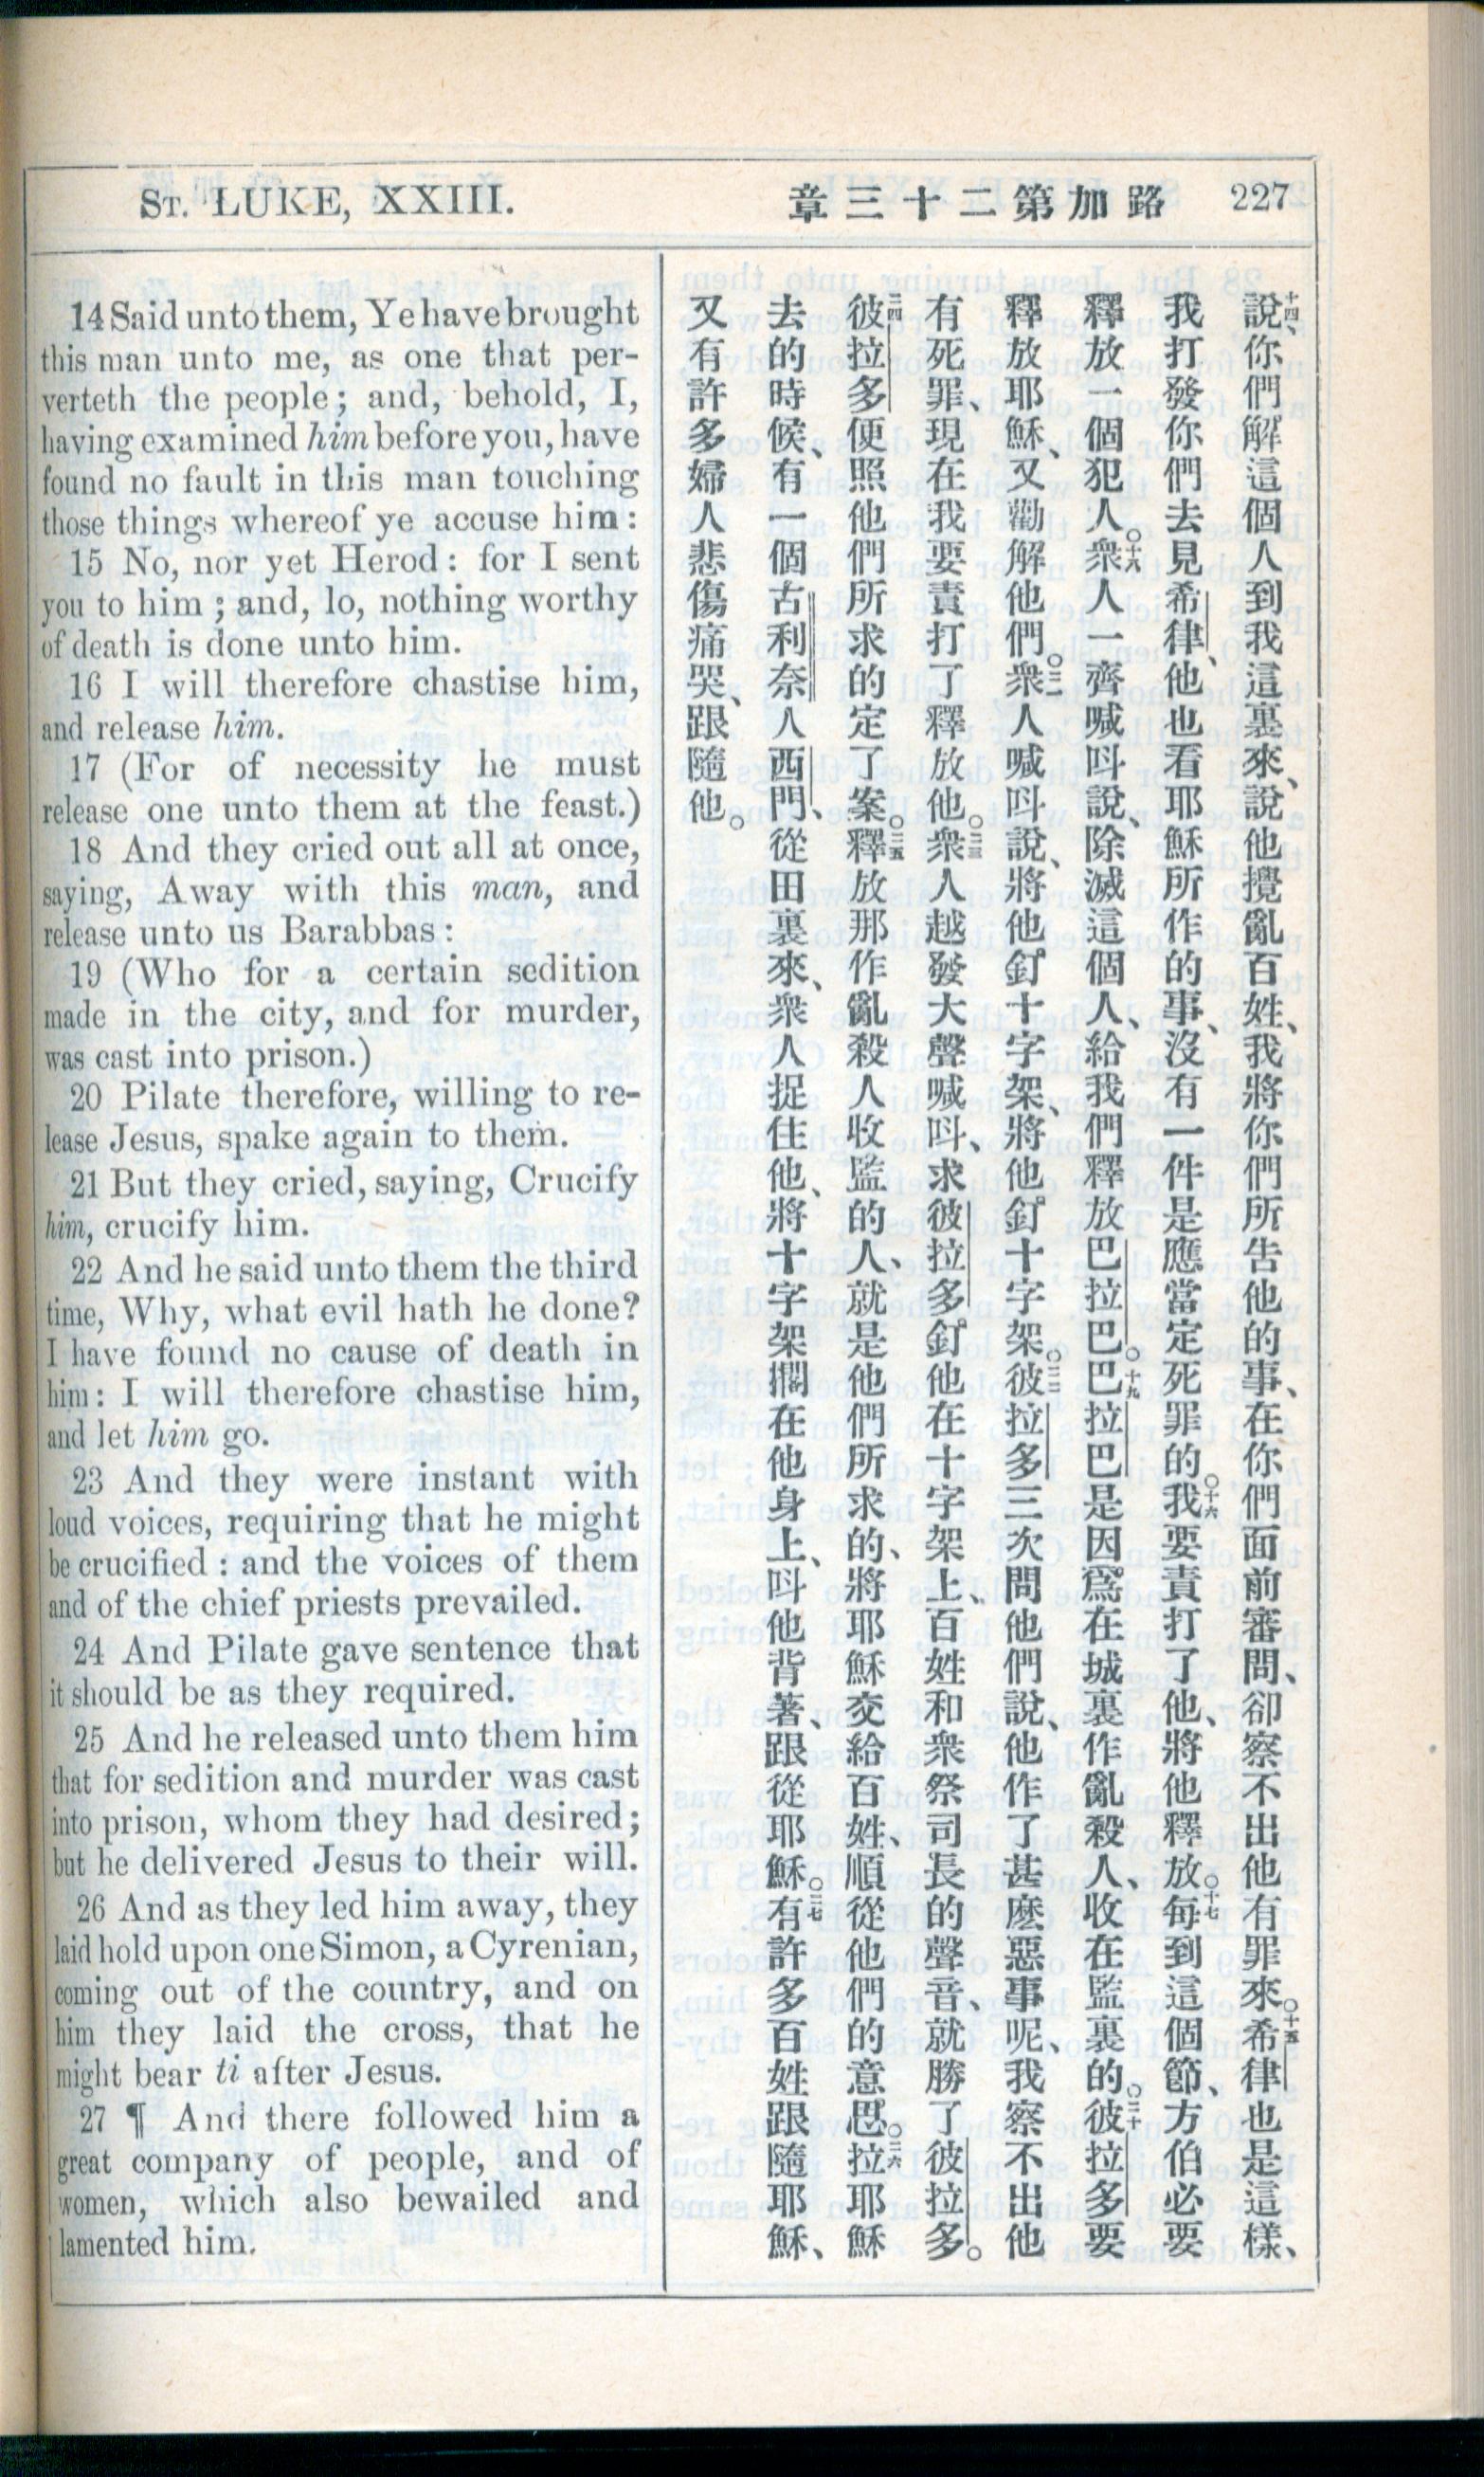 ST. LUKE, XXIII.
路加第二十三章
227
14 Said unto them, Ye have brought
this man unto me, as one that per-
verteth the people; and, behold, I,
having examined him before you, have
found no fault in this man touching
those things whereof ye accuse him:
15 No, nor yet Herod: for I sent
you to him; and, lo, nothing worthy
of death is done unto him.
16 I will therefore chastise him,
and release him.
17 (For of necessity he must
release one unto them at the feast.)
18 And they cried out all at once,
saying, Away with this man, and
release unto us Barabbas:
19 (Who for a certain sedition
made in the city, and for murder,
was cast into prison.)
20 Pilate therefore, willing to re-
lease Jesus, spake again to them.
21 But they cried, saying, Crucify
him, crucify him.
22 And he said unto them the third
time, Why, what evil hath he done?
I have found no cause of death in
him: I will therefore chastise him,
and let him go.
23 And they were instant with
loud voices, requiring that he might
be crucified: and the voices of them
and of the chief priests prevailed.
24 And Pilate gave sentence that
it should be as they required.
25 And he released unto them him
that for sedition and murder was cast
into prison, whom they had desired;
but he delivered Jesus to their will.
26 And as they led him away, they
laid hold upon one Simon, a Cyrenian,
coming out of the country, and on
him they laid the cross, that he
might bear ti after Jesus.
27 ¶ And there followed him a
great company of people, and of
women, which also bewailed and
lamented him.
十四、說你們解這個人到我這裏來、說他攪亂百姓、我將你們所告他的事、在你們面前審問、卻察不出他有罪來。十五希律也是這樣、
我打發你們去見希律、他也看耶穌所作的事、沒有一件是應當定死罪的。十六我要責打了他、將他釋放。十七每到這個節、方伯必要
釋放一個犯人。十八衆人一齊喊呌說、除滅這個人、給我們釋放巴拉巴。十九巴拉巴是因爲在城裏作亂殺人、收在監裏的。二十彼拉多要
釋放耶穌、又勸解他們。二一衆人喊呌說、將他釘十字架、將他釘十字架。二二彼拉多三次問他們說、他作了甚麽惡事呢、我察不出他
有死罪、現在我要責打了釋放他。二三衆人越發大聲喊呌、求彼拉多釘他在十字架上、百姓和衆祭司長的聲音、就勝了彼拉多。
二四彼拉多便照他們所求的定了案。二五釋放那作亂殺人收監的人、就是他們所求的、將耶穌交給百姓、順從他們的意思。二六拉耶穌
去的時候、有一個古利奈人西門、從田裏來、衆人捉住他、將十字架擱在他身上、呌他背著、跟從耶穌。二七有許多百姓跟隨耶穌、
又有許多婦人悲傷痛哭、跟隨他。